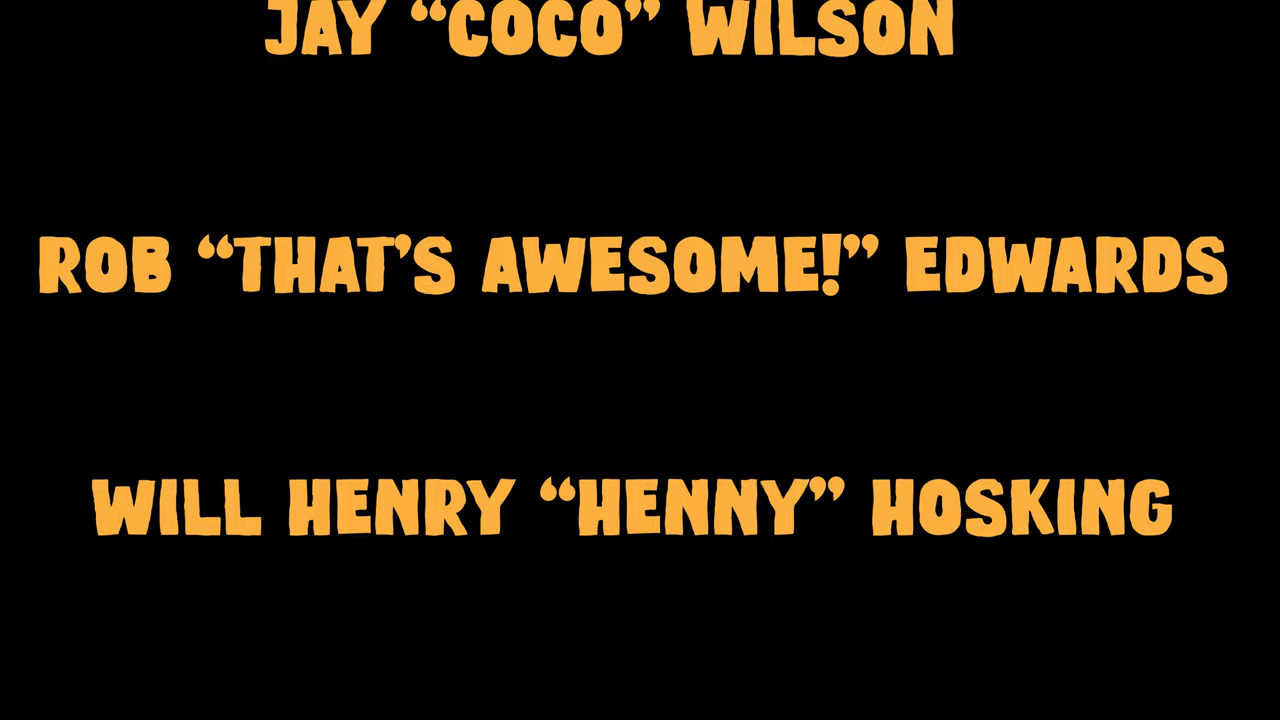 JAY “COCO” WILSON
ROB “THAT’S AWESOME!” EDWARDS
WILL HENRY “HENNY” HOSKING